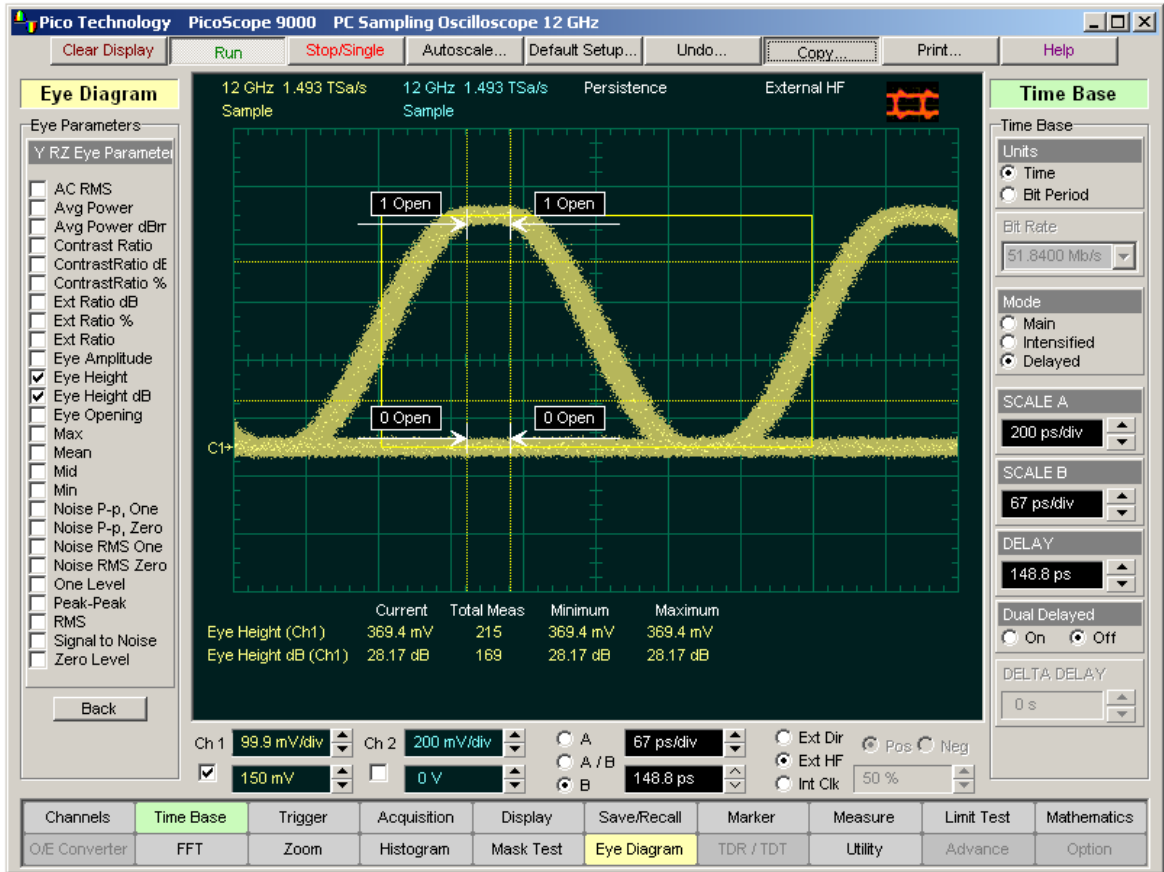 Pico Technology PicoScope 9000 PC Sampling Oscilloscope 12 GHz
Clear Display Run Stop/Single Autoscale... Default Setup... Undo... Copy... Print... Help
Eye Diagram
Eye Parameters
Y RZ Eye Parameter
AC RMS
Avg Power
Avg Power dBm
Contrast Ratio
ContrastRatio dB
ContrastRatio %
Ext Ratio dB
Ext Ratio %
Ext Ratio
Eye Amplitude
Eye Height
Eye Height dB
Eye Opening
Max
Mean
Mid
Min
Noise P-p, One
Noise P-p, Zero
Noise RMS One
Noise RMS Zero
One Level
Peak-Peak
RMS
Signal to Noise
Zero Level
Back
12 GHz 1.493 TSa/s 12 GHz 1.493 TSa/s Persistence External HF
Sample Sample
1 Open 1 Open
0 Open 0 Open
C1
Current Total Meas Minimum Maximum
Eye Height (Ch1) 369.4 mV 215 369.4 mV 369.4 mV
Eye Height dB (Ch1) 28.17 dB 169 28.17 dB 28.17 dB
Time Base
Time Base
Units
Time
Bit Period
Bit Rate
51.8400 Mb/s
Mode
Main
Intensified
Delayed
SCALE A
200 ps/div
SCALE B
67 ps/div
DELAY
148.8 ps
Dual Delayed
On Off
DELTA DELAY
0 s
Ch 1 99.9 mV/div Ch 2 200 mV/div A 67 ps/div Ext Dir Pos Neg
A / B Ext HF
150 mV 0 V B 148.8 ps Int Clk 50 %
Channels Time Base Trigger Acquisition Display Save/Recall Marker Measure Limit Test Mathematics
O/E Converter FFT Zoom Histogram Mask Test Eye Diagram TDR / TDT Utility Advance Option